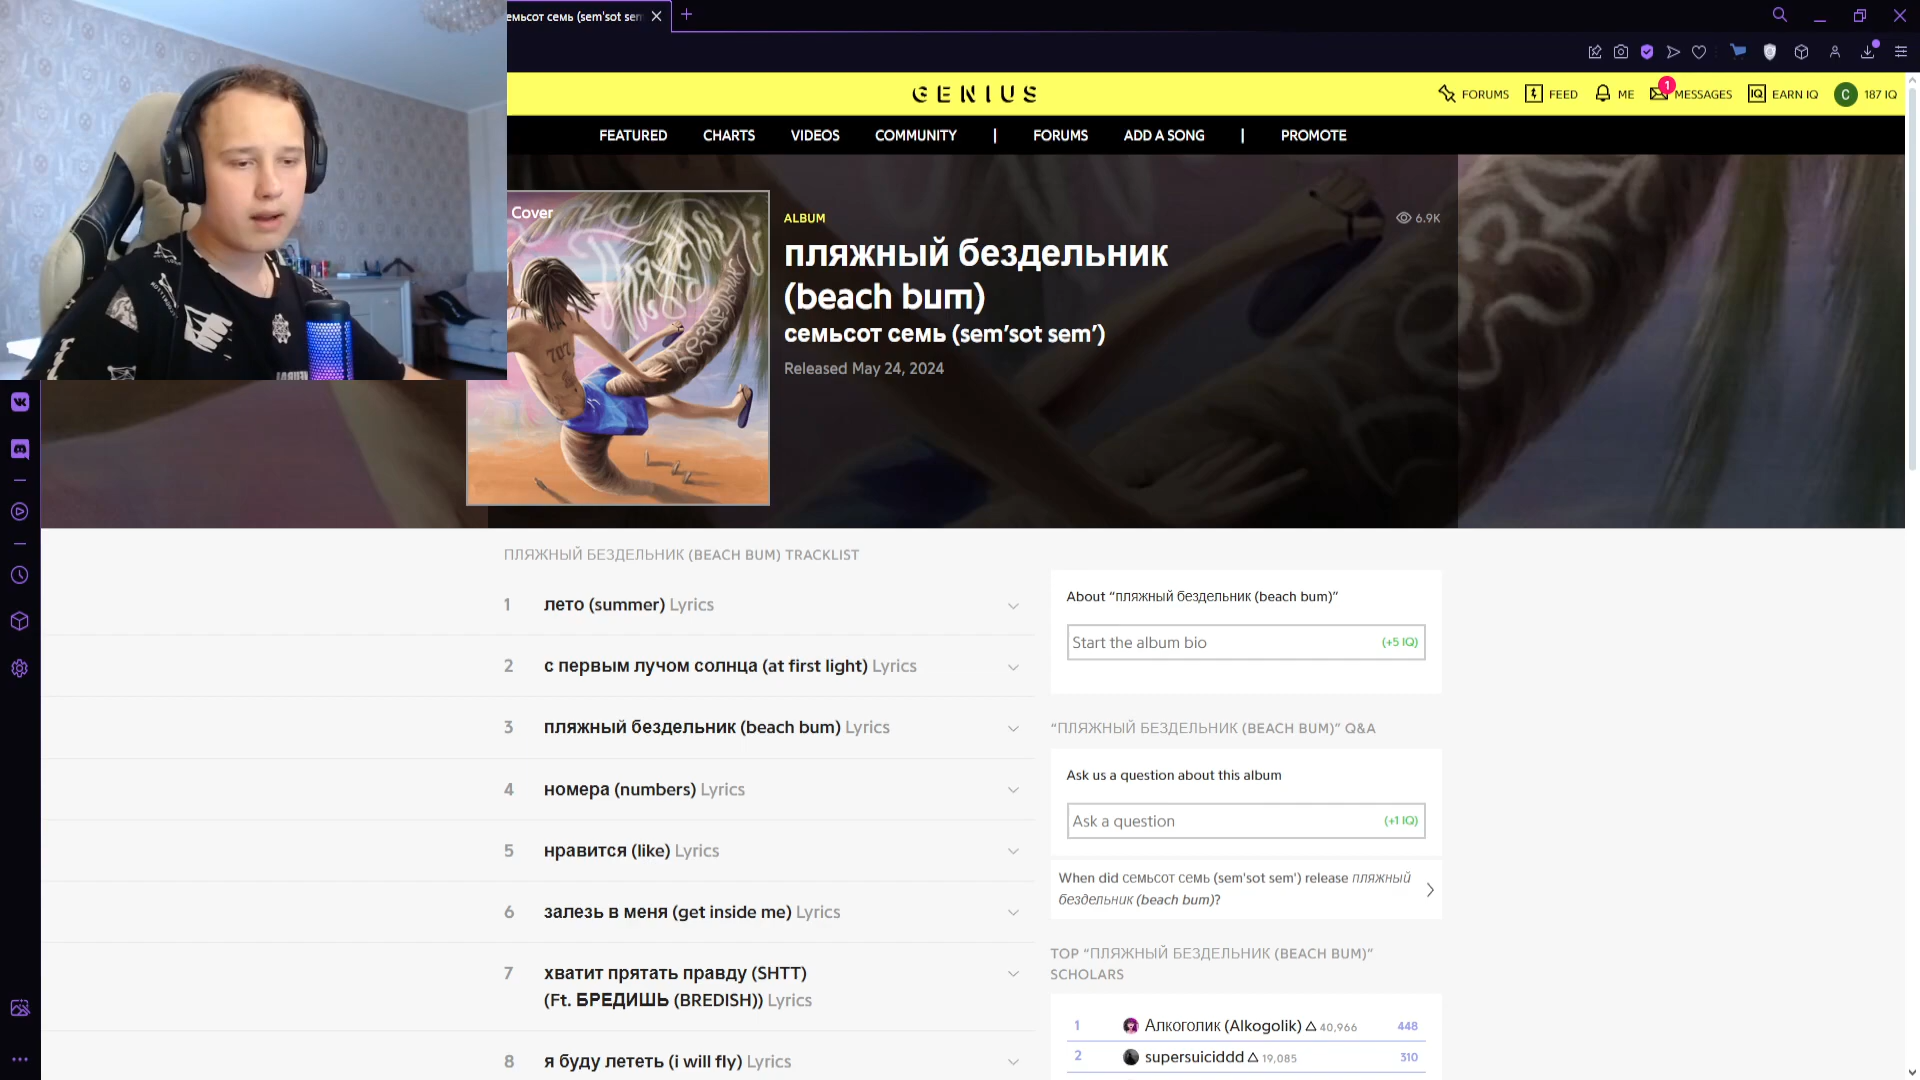 семьсот семь (sem'sot sem
GENIUS
FORUMS
FEED
ME
1
MESSAGES
IQ
EARN IQ
C
187 IQ
FEATURED
CHARTS
VIDEOS
COMMUNITY
|
FORUMS
ADD A SONG
|
PROMOTE
Cover
707
ALBUM
6.9K
пляжный бездельник
(beach bum)
семьсот семь (sem’sot sem’)
Released May 24, 2024
ПЛЯЖНЫЙ БЕЗДЕЛЬНИК (BEACH BUM) TRACKLIST
1 лето (summer) Lyrics
2 с первым лучом солнца (at first light) Lyrics
3 пляжный бездельник (beach bum) Lyrics
4 номера (numbers) Lyrics
5 нравится (like) Lyrics
6 залезь в меня (get inside me) Lyrics
7 хватит прятать правду (SHTT)
(Ft. БРЕДИШЬ (BREDISH)) Lyrics
8 я буду лететь (i will fly) Lyrics
About “пляжный бездельник (beach bum)”
Start the album bio (+5 IQ)
“ПЛЯЖНЫЙ БЕЗДЕЛЬНИК (BEACH BUM)” Q&A
Ask us a question about this album
Ask a question (+1 IQ)
When did семьсот семь (sem'sot sem') release пляжный
бездельник (beach bum)?
TOP “ПЛЯЖНЫЙ БЕЗДЕЛЬНИК (BEACH BUM)”
SCHOLARS
1 Алкоголик (Alkogolik) 40,966 448
2 supersuiciddd 19,085 310